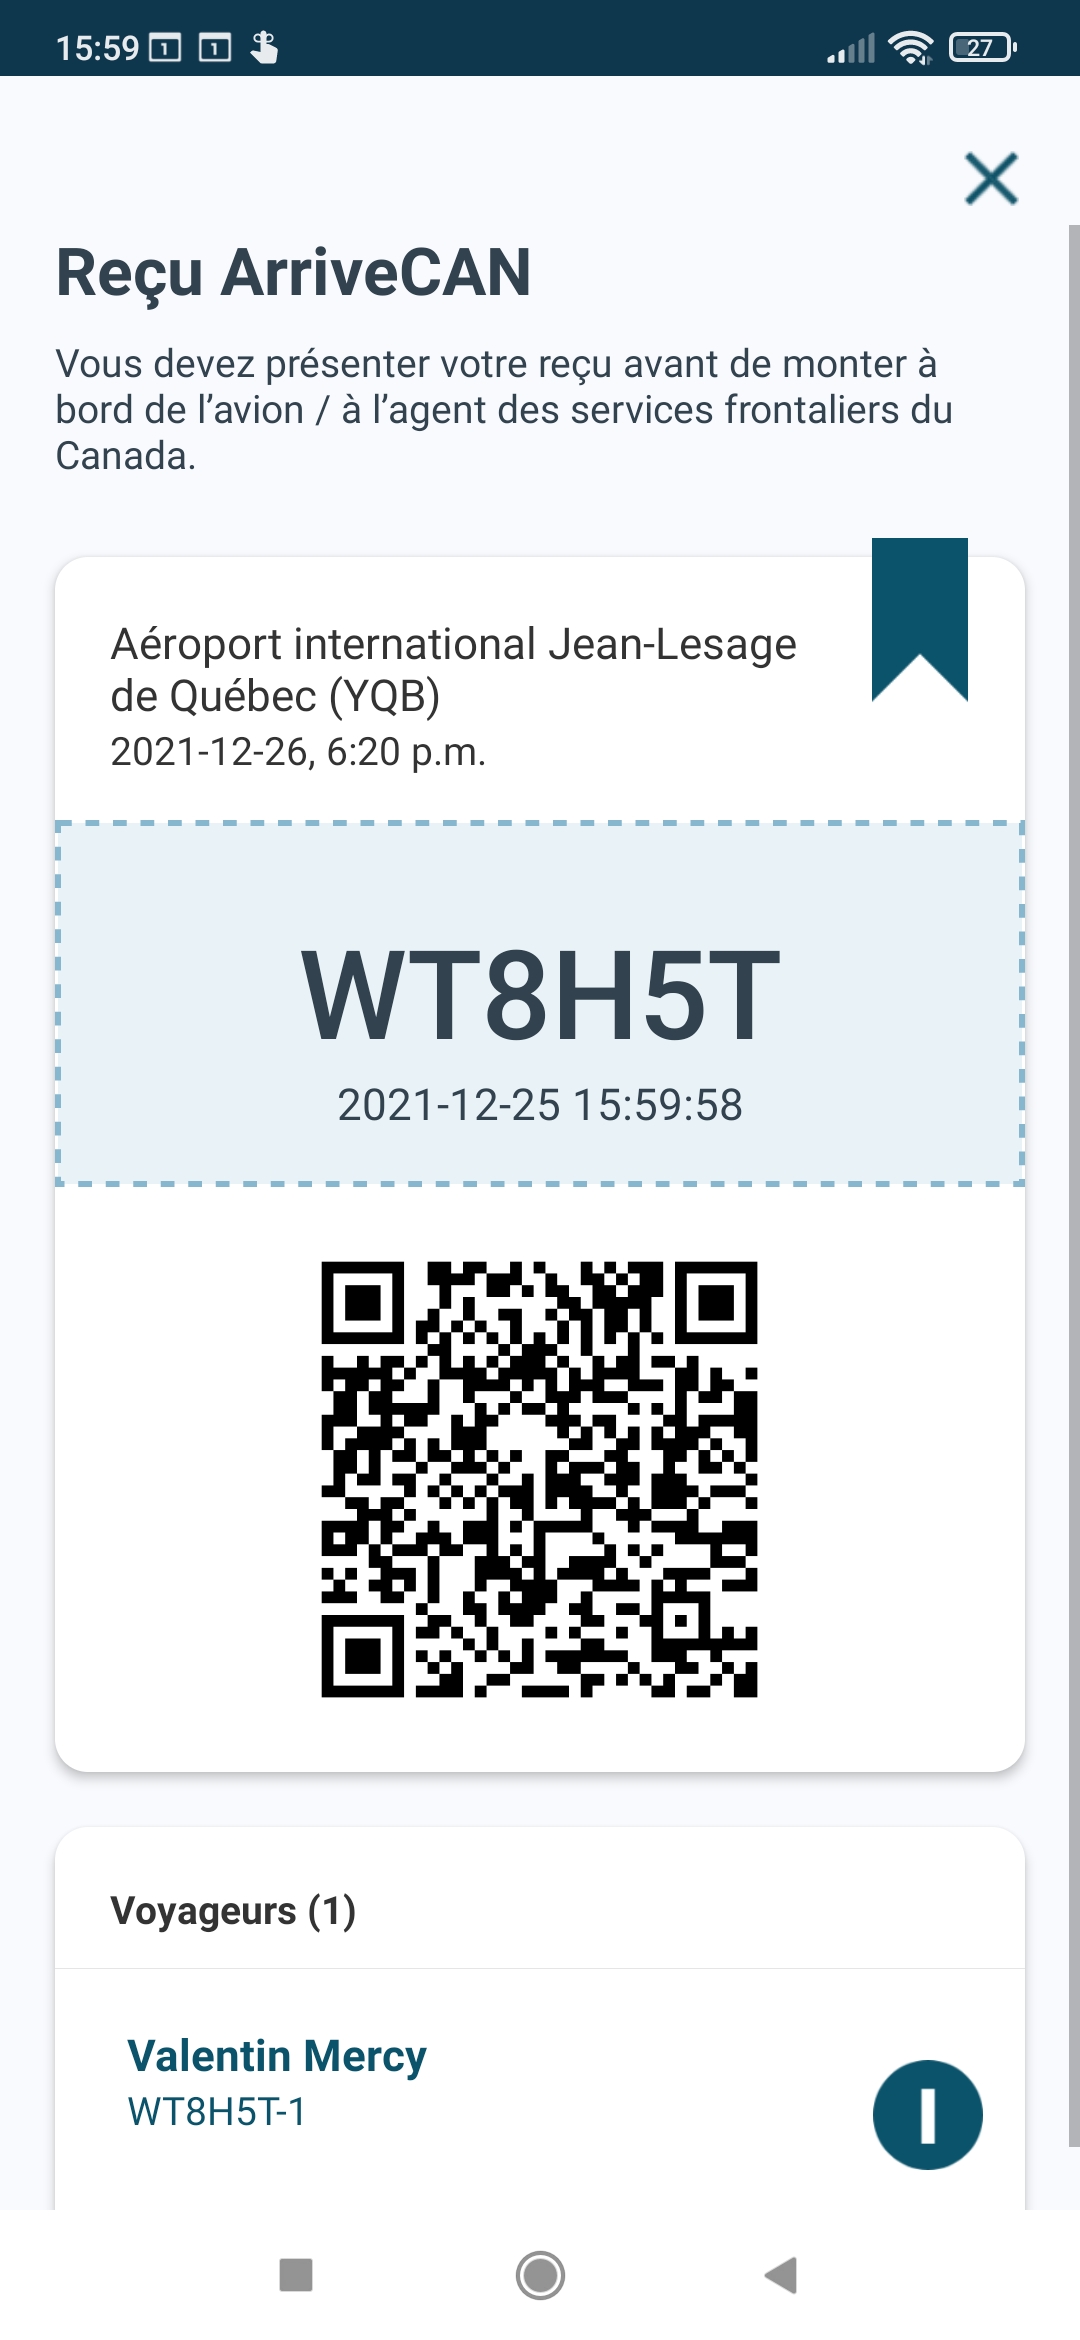 15:59 1 1 27
Reçu ArriveCAN
Vous devez présenter votre reçu avant de monter à
bord de l’avion / à l’agent des services frontaliers du
Canada.
Aéroport international Jean-Lesage
de Québec (YQB)
2021-12-26, 6:20 p.m.
WT8H5T
2021-12-25 15:59:58
Voyageurs (1)
Valentin Mercy
WT8H5T-1
I